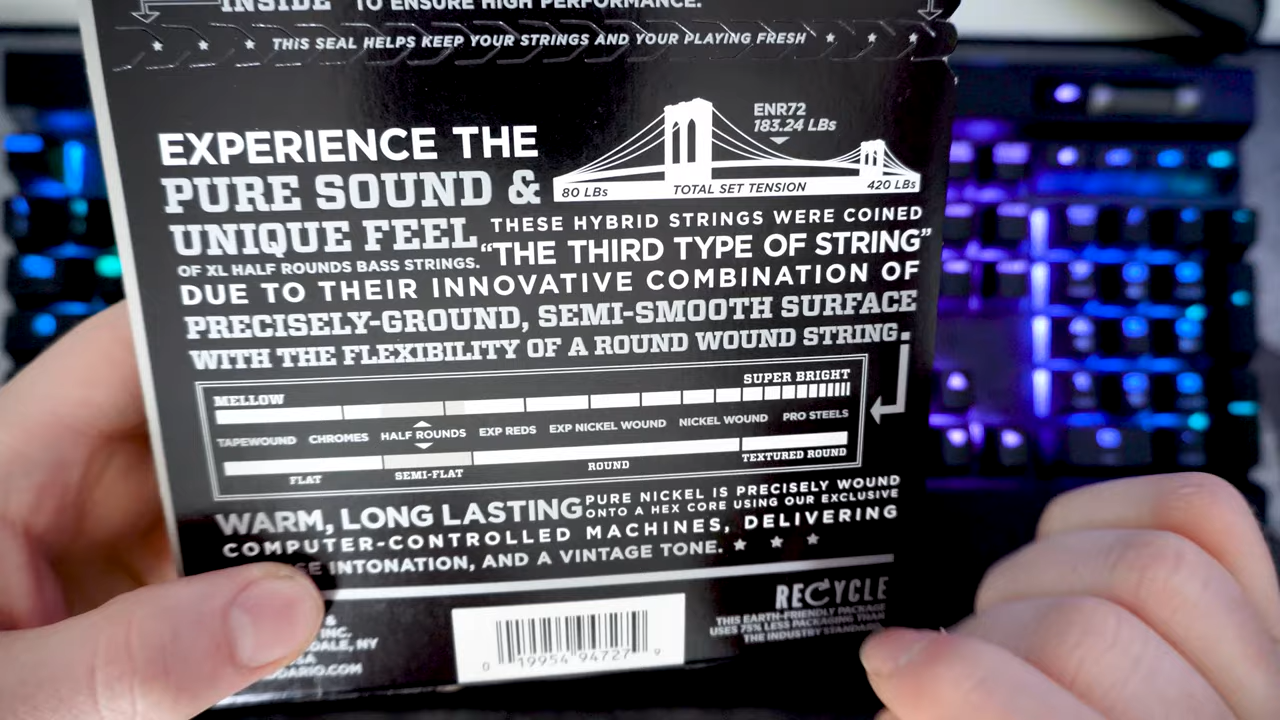 INSIDE TO ENSURE HIGH PERFORMANCE.
THIS SEAL HELPS KEEP YOUR STRINGS AND YOUR PLAYING FRESH
ENR72
183.24 LBs
80 LBs TOTAL SET TENSION 420 LBs
EXPERIENCE THE
PURE SOUND &
UNIQUE FEEL
OF XL HALF ROUNDS BASS STRINGS.
THESE HYBRID STRINGS WERE COINED
“THE THIRD TYPE OF STRING”
DUE TO THEIR INNOVATIVE COMBINATION OF
PRECISELY-GROUND, SEMI-SMOOTH SURFACE
WITH THE FLEXIBILITY OF A ROUND WOUND STRING.
MELLOW SUPER BRIGHT
TAPEWOUND CHROMES HALF ROUNDS EXP REDS EXP NICKEL WOUND NICKEL WOUND PRO STEELS
FLAT SEMI-FLAT ROUND TEXTURED ROUND
WARM, LONG LASTING PURE NICKEL IS PRECISELY WOUND
ONTO A HEX CORE USING OUR EXCLUSIVE
COMPUTER-CONTROLLED MACHINES, DELIVERING
INTONATION, AND A VINTAGE TONE.
RECYCLE
THIS EARTH-FRIENDLY PACKAGE
USES 75% LESS PACKAGING THAN
THE INDUSTRY STANDARD.
&
INC.
DALE, NY
USA
DARIO.COM
0 19954 94727 9